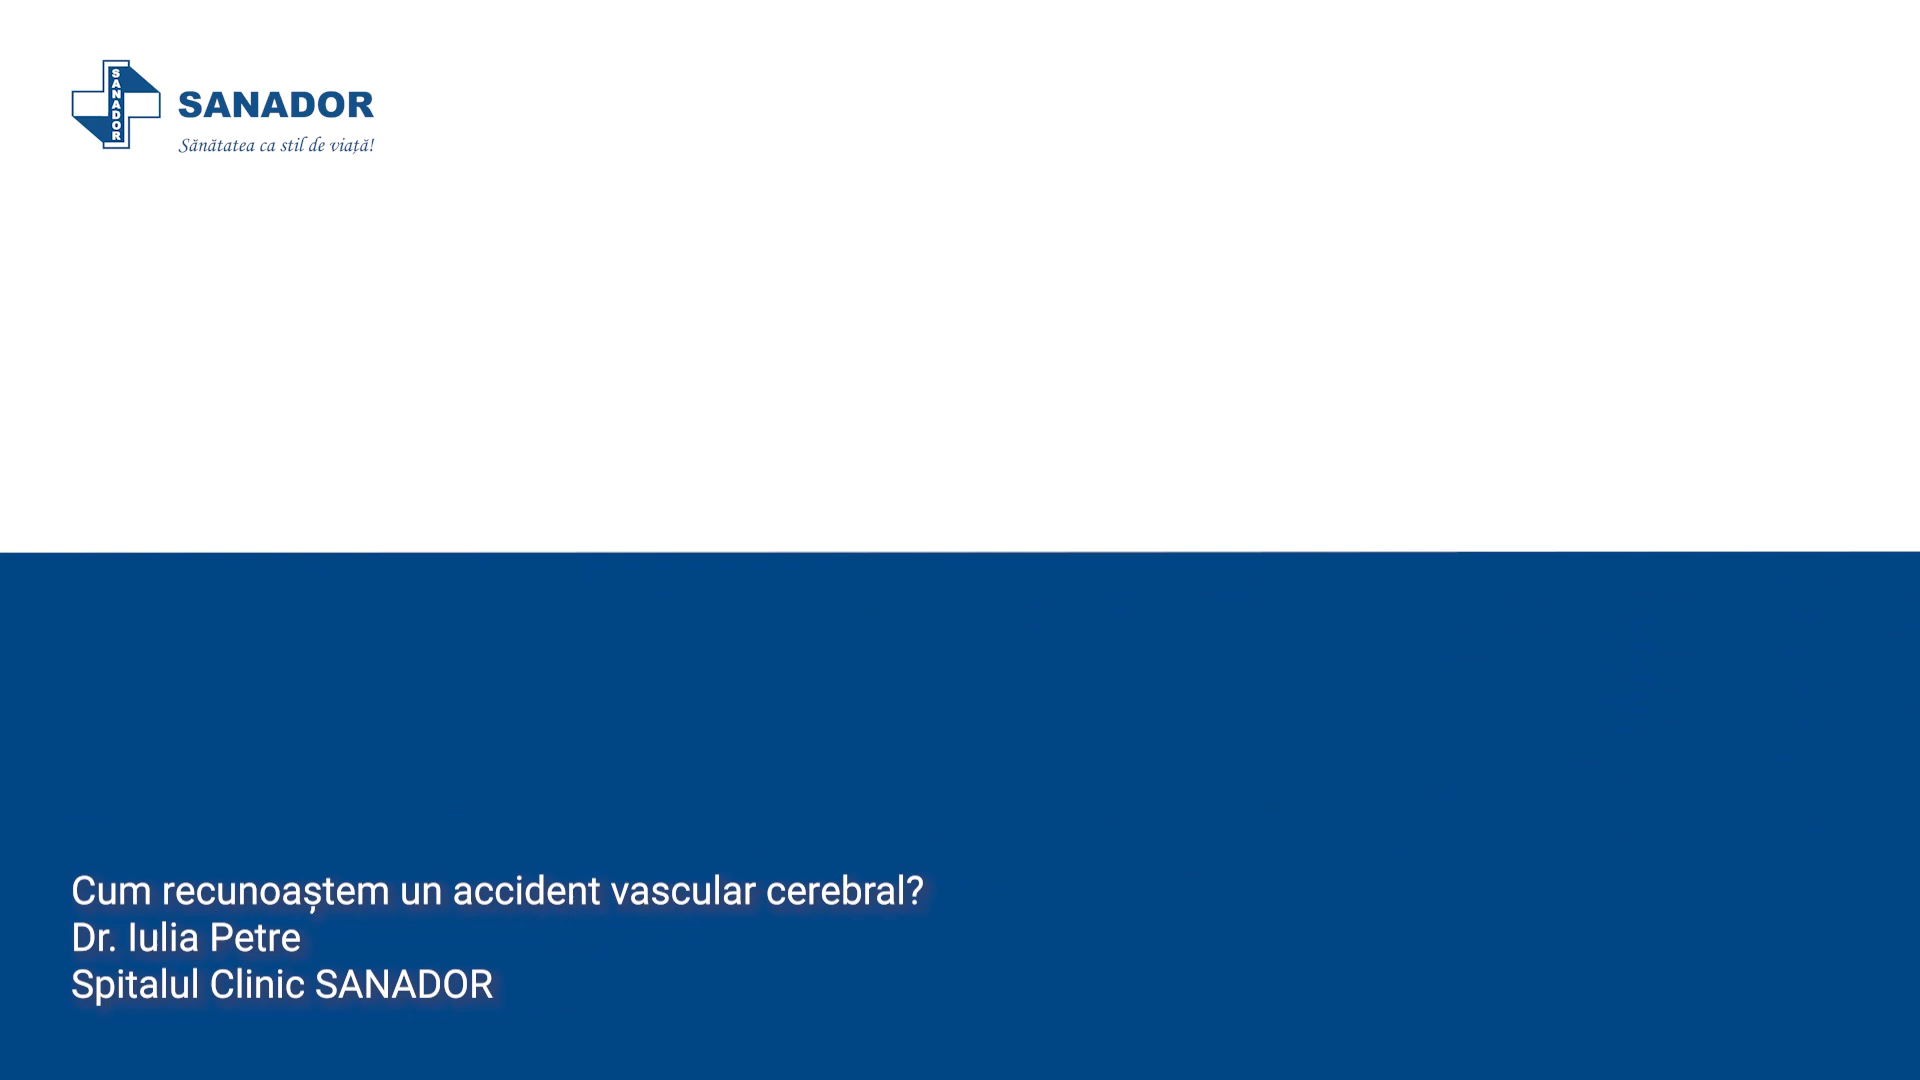 SANADOR
SANADOR
Sănătatea ca stil de viață!
Cum recunoaștem un accident vascular cerebral?
Dr. Iulia Petre
Spitalul Clinic SANADOR